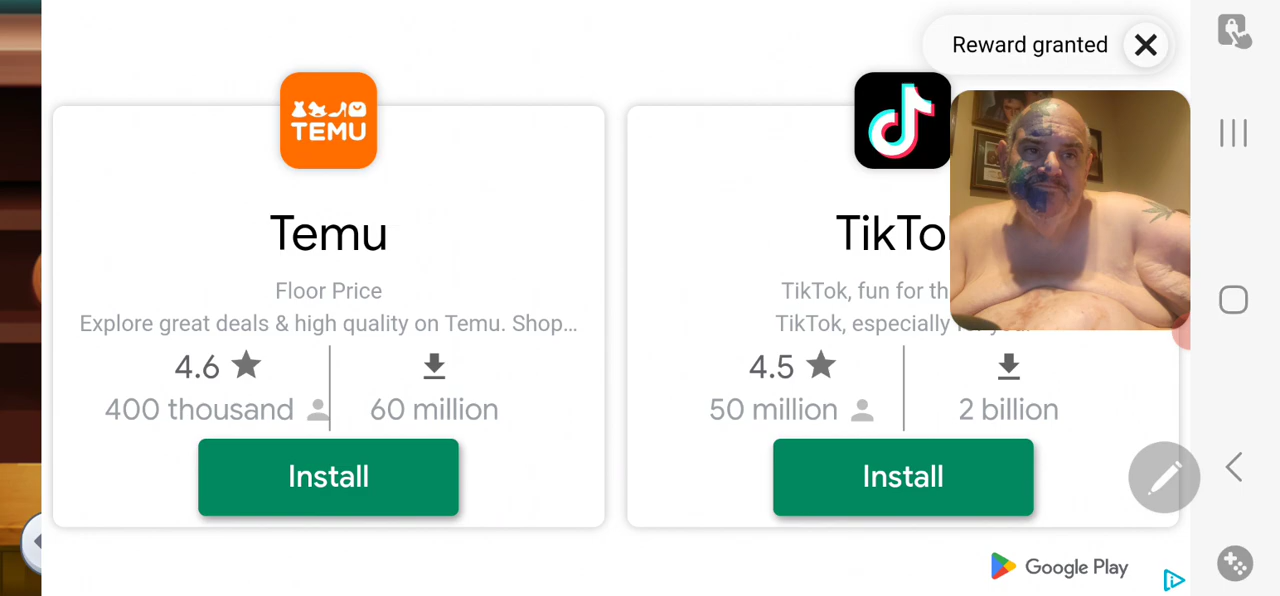 Reward granted
TEMU
Temu
Floor Price
Explore great deals & high quality on Temu. Shop...
4.6
400 thousand
60 million
Install
TikTo
TikTok, fun for th
TikTok, especially
4.5
50 million
2 billion
Install
Google Play